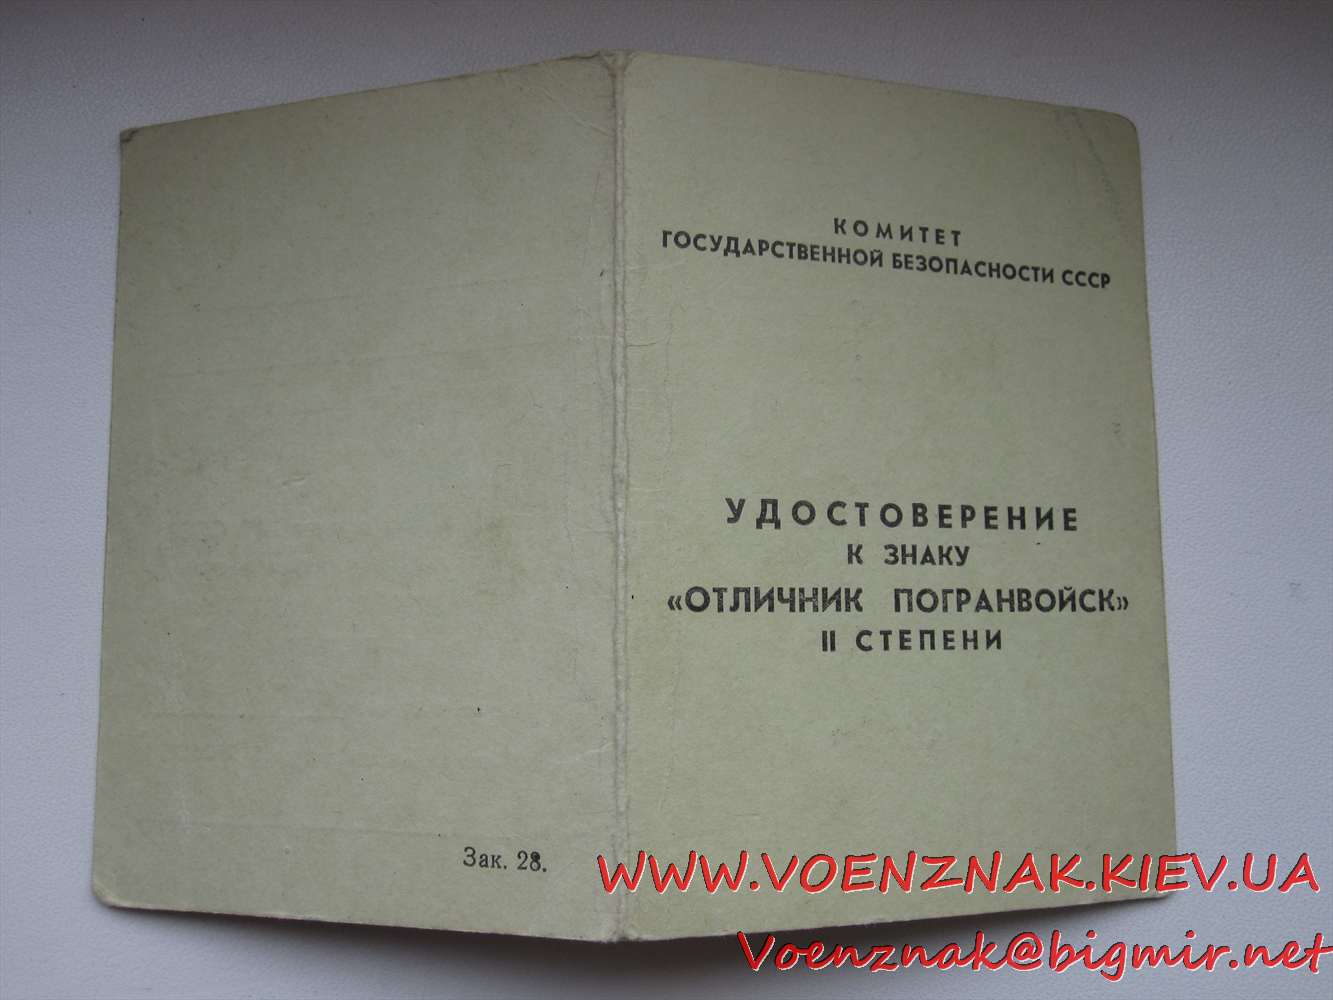 КОМИТЕТ
ГОСУДАРСТВЕННОЙ БЕЗОПАСНОСТИ СССР
УДОСТОВЕРЕНИЕ
К ЗНАКУ
«ОТЛИЧНИК ПОГРАНВОЙСК»
II СТЕПЕНИ
Зак. 28.
WWW.VOENZNAK.KIEV.UA
Voenznak@bigmir.net